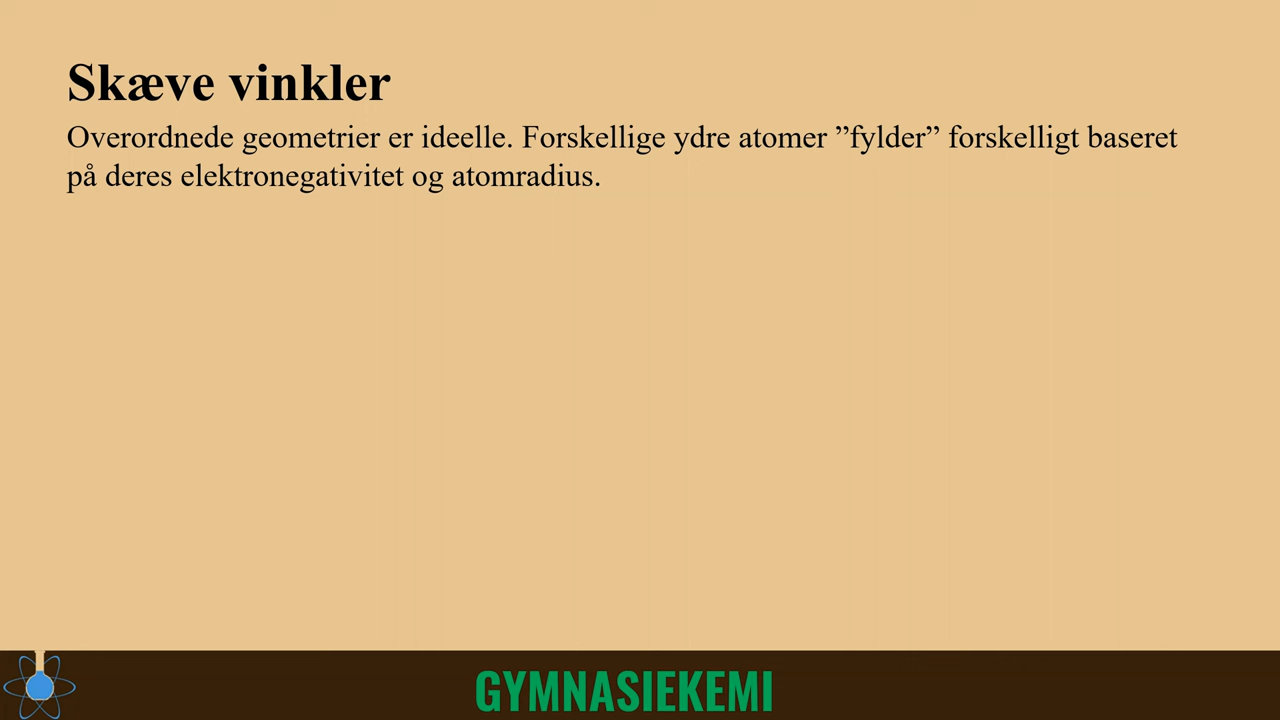 Skæve vinkler
Overordnede geometrier er ideelle. Forskellige ydre atomer ”fylder” forskelligt baseret
på deres elektronegativitet og atomradius.
GYMNASIEKEMI